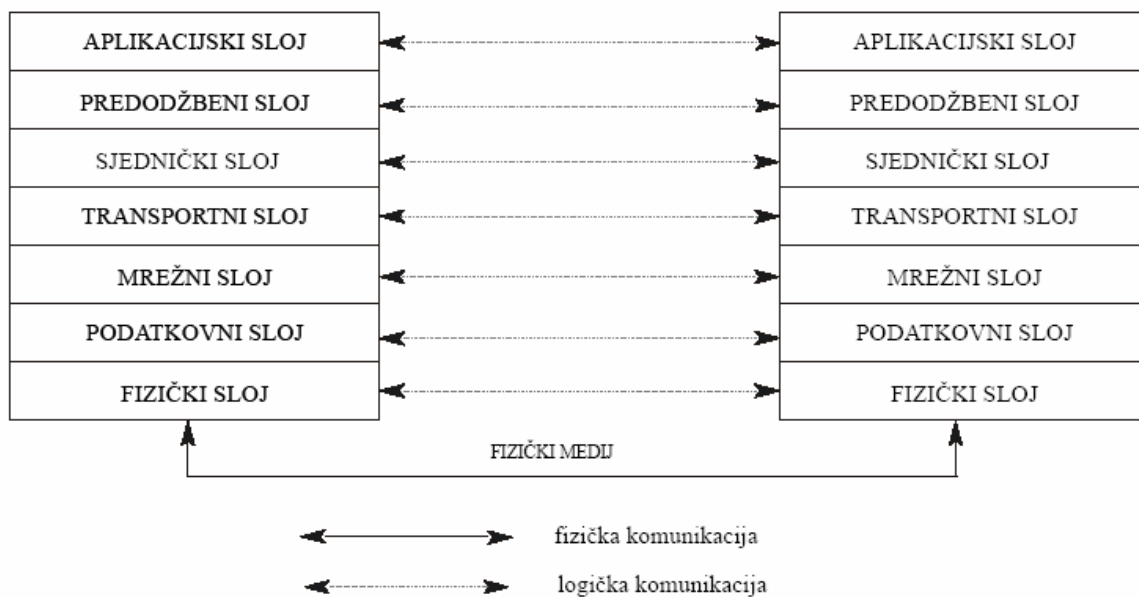 APLIKACIJSKI SLOJ
APLIKACIJSKI SLOJ
PREDODŽBENI SLOJ
PREDODŽBENI SLOJ
SJEDNIČKI SLOJ
SJEDNIČKI SLOJ
TRANSPORTNI SLOJ
TRANSPORTNI SLOJ
MREŽNI SLOJ
MREŽNI SLOJ
PODATKOVNI SLOJ
PODATKOVNI SLOJ
FIZIČKI SLOJ
FIZIČKI SLOJ
FIZIČKI MEDIJ
fizička komunikacija
logička komunikacija